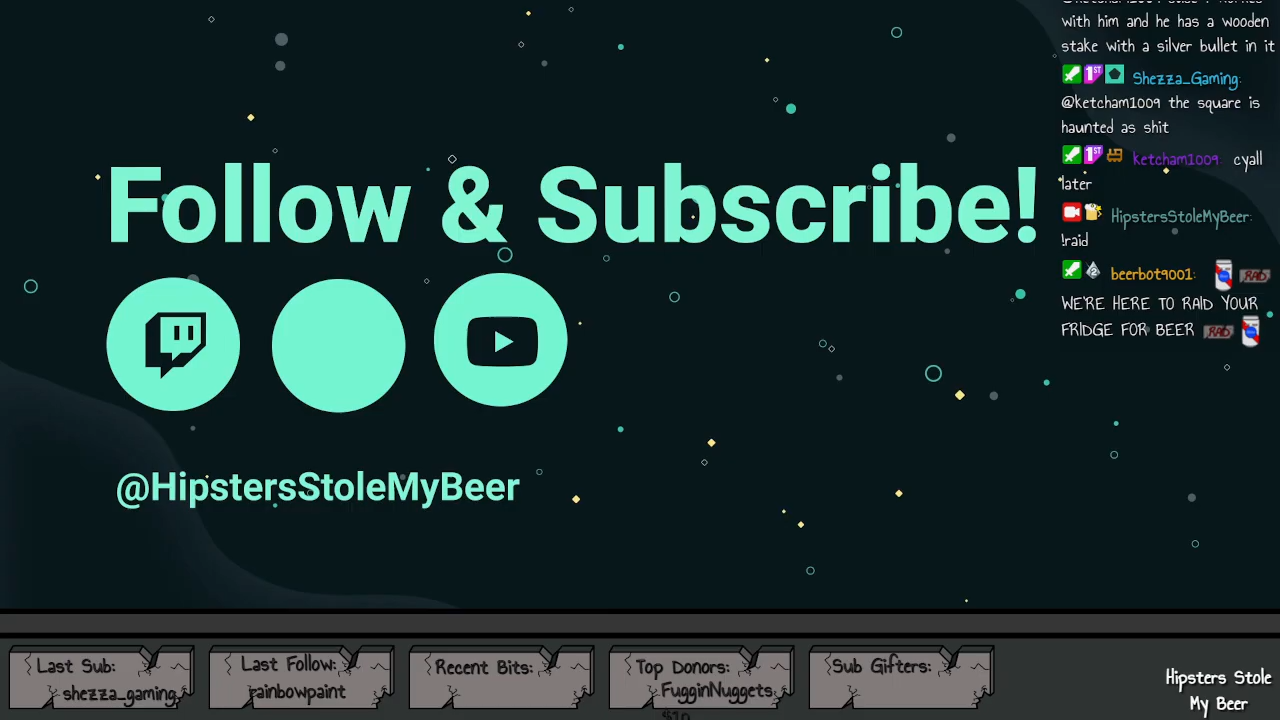 Follow & Subscribe!
@HipstersStoleMyBeer
with him and he has a wooden
stake with a silver bullet in it
Shezza_Gaming:
@ketcham1009 the square is
haunted as shit
ketcham1009: cyall
later
HipstersStoleMyBeer:
!raid
beerbot9001:
WE'RE HERE TO RAID YOUR
FRIDGE FOR BEER
Last Sub:
shezza_gaming
Last Follow:
rainbowpaint
Recent Bits:
Top Donors:
FugginNuggets
Sub Gifters:
Hipsters Stole
My Beer